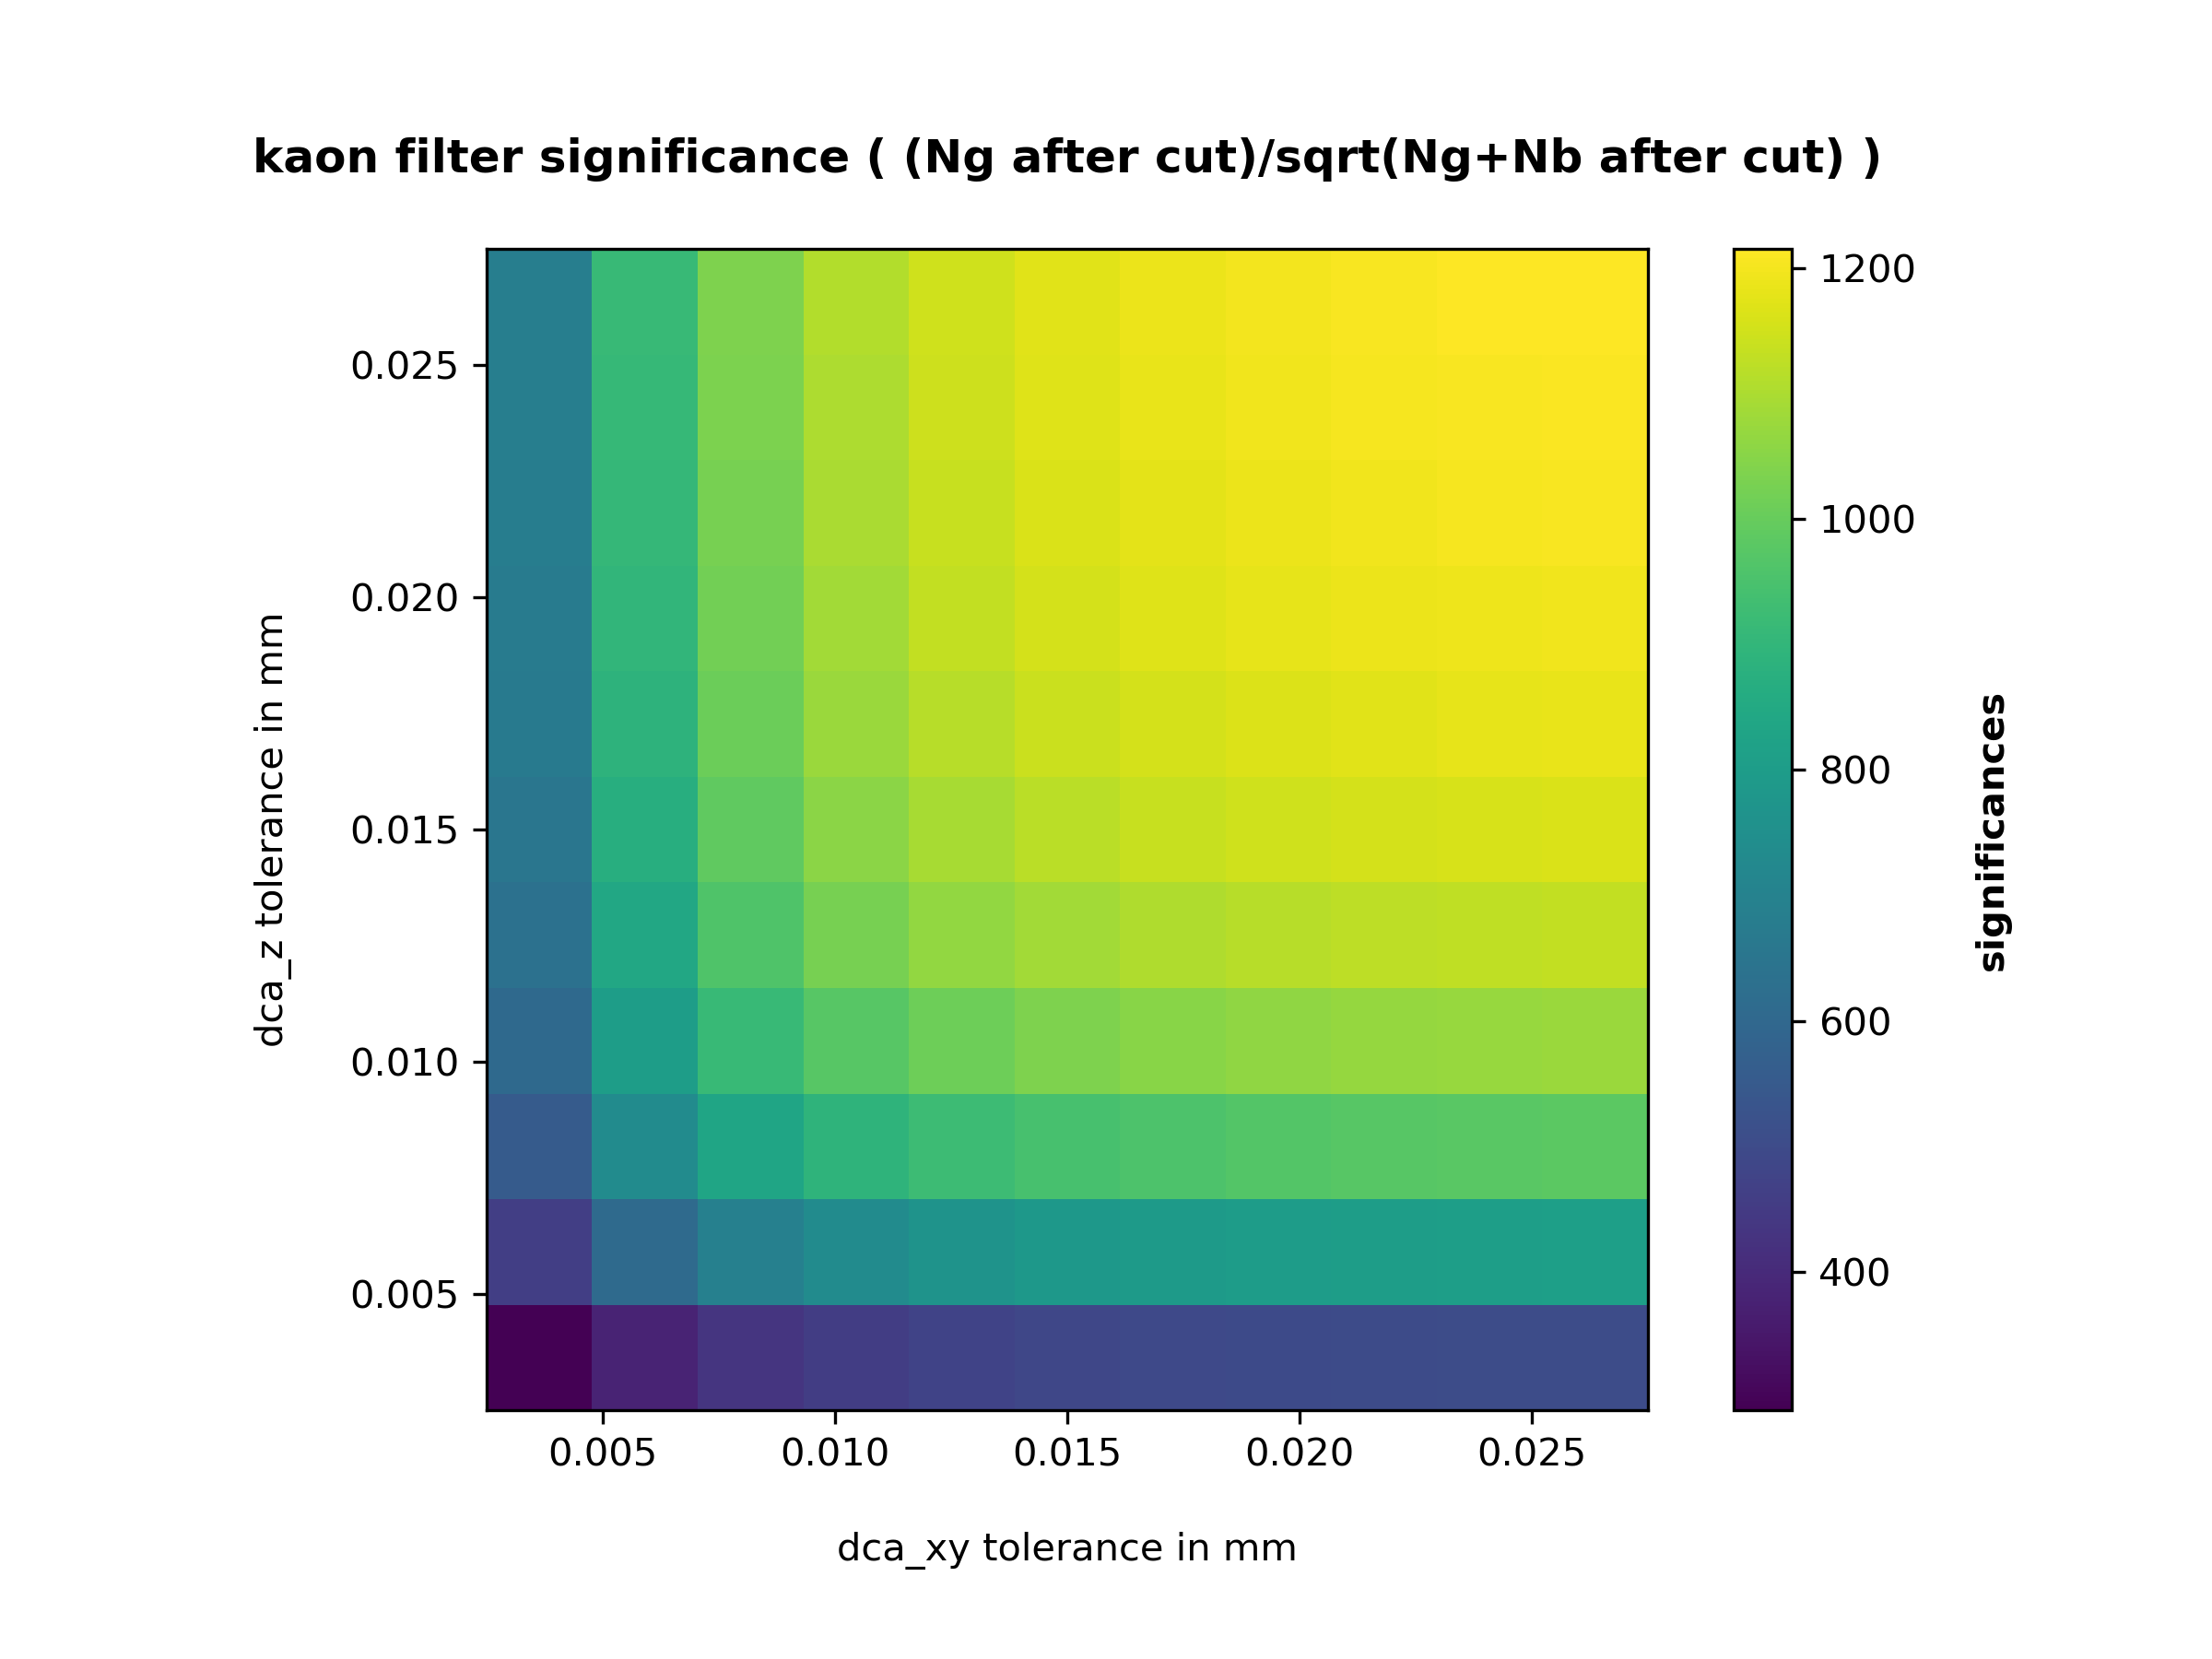 kaon filter significance ( (Ng after cut)/sqrt(Ng+Nb after cut) )
dca_z tolerance in mm
0.025
0.020
0.015
0.010
0.005
0.005 0.010 0.015 0.020 0.025
dca_xy tolerance in mm
1200
1000
800
600
400
significances